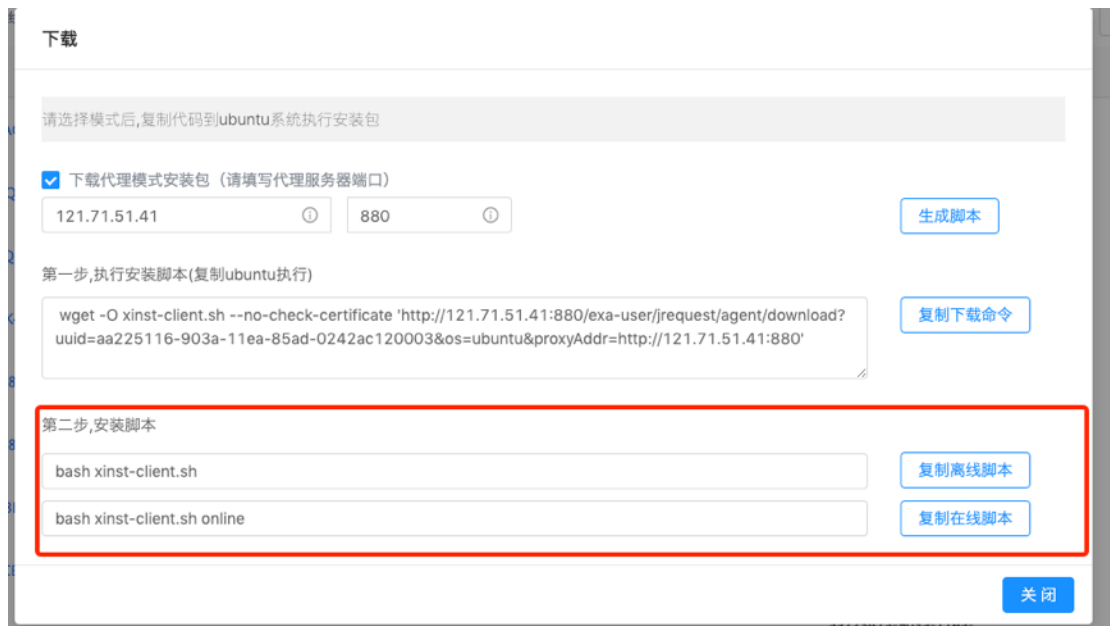 下载
请选择模式后,复制代码到ubuntu系统执行安装包
下载代理模式安装包（请填写代理服务器端口）
121.71.51.41
880
生成脚本
第一步,执行安装脚本(复制ubuntu执行)
wget -O xinst-client.sh --no-check-certificate 'http://121.71.51.41:880/exa-user/jrequest/agent/download?
uuid=aa225116-903a-11ea-85ad-0242ac120003&os=ubuntu&proxyAddr=http://121.71.51.41:880'
复制下载命令
第二步,安装脚本
bash xinst-client.sh
复制离线脚本
bash xinst-client.sh online
复制在线脚本
关 闭